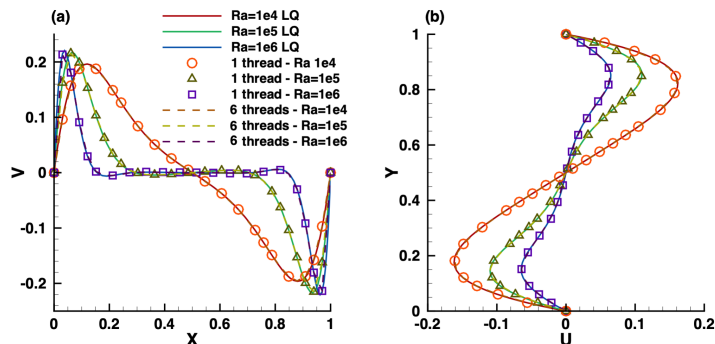 (a)
Ra=1e4 LQ
Ra=1e5 LQ
Ra=1e6 LQ
1 thread - Ra 1e4
1 thread - Ra=1e5
1 thread - Ra=1e6
6 threads - Ra=1e4
6 threads - Ra=1e5
6 threads - Ra=1e6
V
0.2
0.1
0
-0.1
-0.2
0 0.2 0.4 0.6 0.8 1
X
(b)
Y
1
0.8
0.6
0.4
0.2
0
-0.2 -0.1 0 0.1 0.2
U